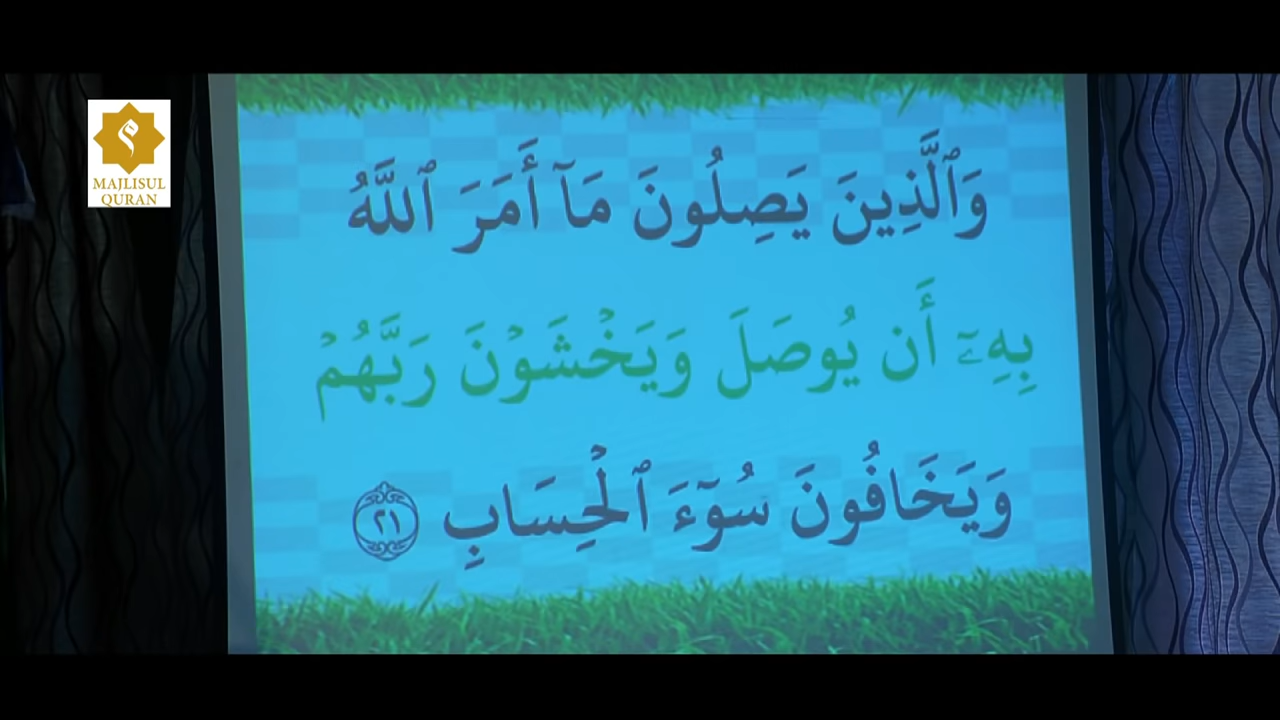 MAJLISUL
QURAN
وَٱلَّذِينَ يَصِلُونَ مَآ أَمَرَ ٱللَّهُ
بِهِۦٓ أَن يُوصَلَ وَيَخۡشَوۡنَ رَبَّهُمۡ
وَيَخَافُونَ سُوٓءَ ٱلۡحِسَابِ ٢١